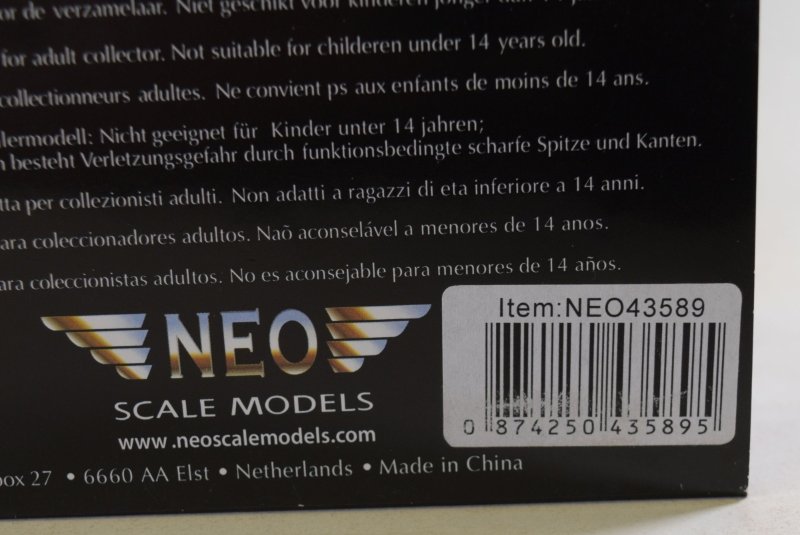 or de verzamelaar. Niet geschikt voor kinderen jonger dan 14
for adult collector. Not suitable for childeren under 14 years old.
collectionneurs adultes. Ne convient ps aux enfants de moins de 14 ans.
lermodell: Nicht geeignet für Kinder unter 14 jahren;
n besteht Verletzungsgefahr durch funktionsbedingte scharfe Spitze und Kanten.
tta per collezionisti adulti. Non adatti a ragazzi di eta inferiore a 14 anni.
ara coleccionadores adultos. Naõ aconselável a menores de 14 anos.
ara coleccionistas adultos. No es aconsejable para menores de 14 años.
NEO
SCALE MODELS
www.neoscalemodels.com
box 27 • 6660 AA Elst • Netherlands • Made in China
Item:NEO43589
0 874250 435895